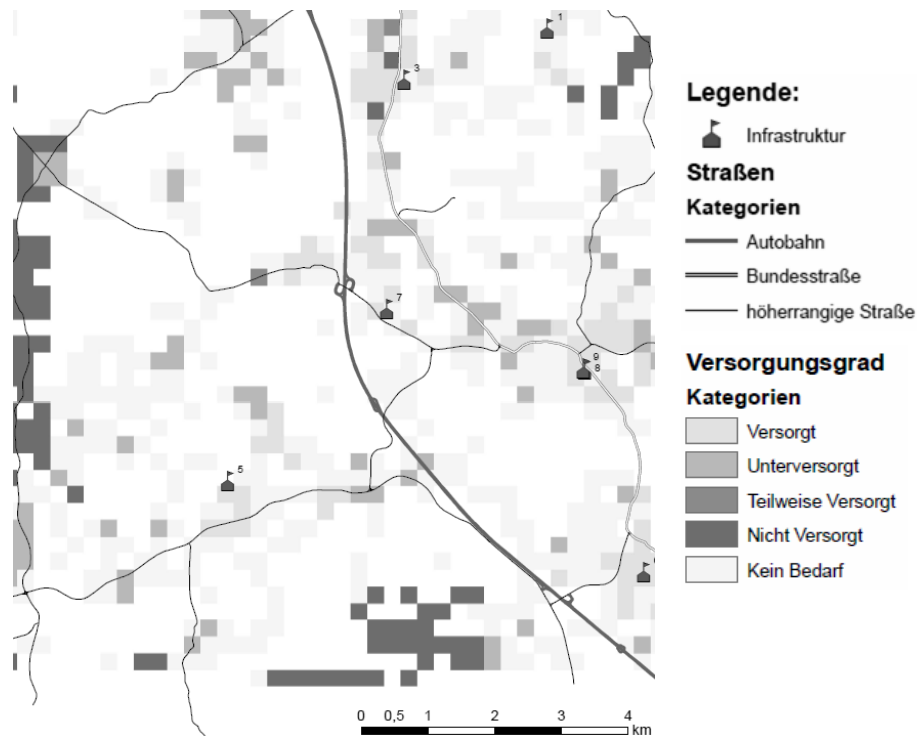 1
3
7
9
8
5
0 0,5 1 2 3 4
km
Legende:
Infrastruktur
Straßen
Kategorien
Autobahn
Bundesstraße
höherrangige Straße
Versorgungsgrad
Kategorien
Versorgt
Unterversorgt
Teilweise Versorgt
Nicht Versorgt
Kein Bedarf